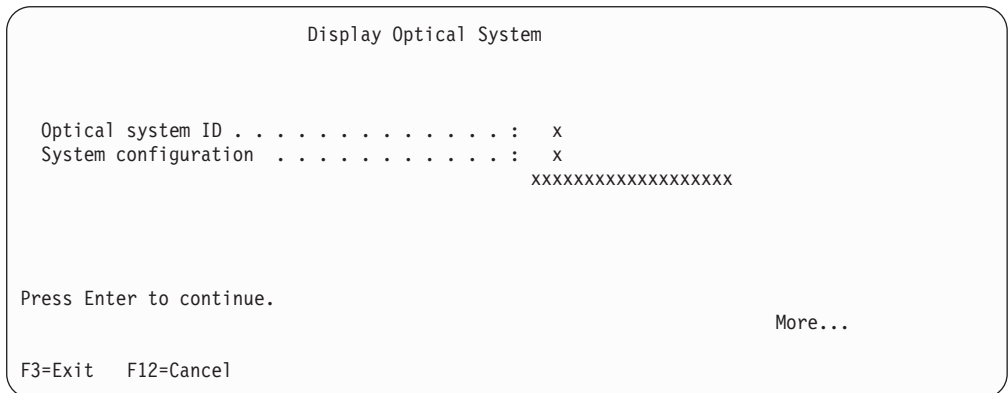 Display Optical System
Optical system ID . . . . . . . . . . . . . . :   x
System configuration  . . . . . . . . . . . :   x
xxxxxxxxxxxxxxxxxxx
Press Enter to continue.
More...
F3=Exit   F12=Cancel